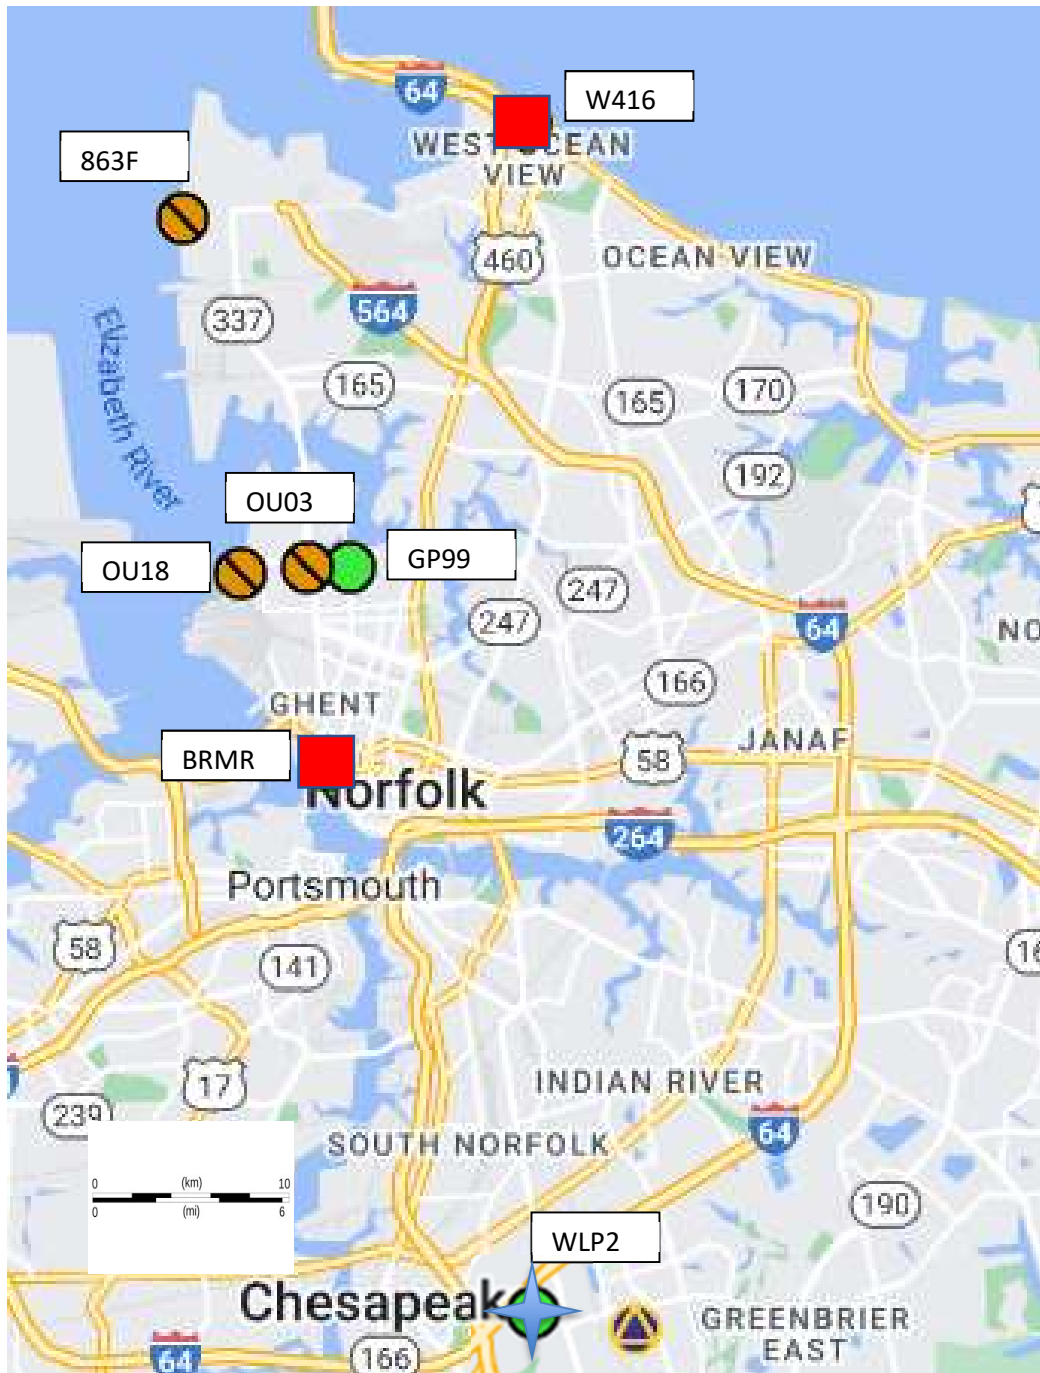 W416
64
WEST OCEAN
VIEW
863F
460
OCEAN VIEW
564
337
Elizabeth River
165
165
170
192
OU03
OU18
GP99
247
247
64
166
GHENT
JANAF
BRMR
58
Norfolk
264
Portsmouth
58
141
17
INDIAN RIVER
239
64
SOUTH NORFOLK
0 (km) 10
0 (mi) 6
190
WLP2
Chesapeak
GREENBRIER
EAST
64
166